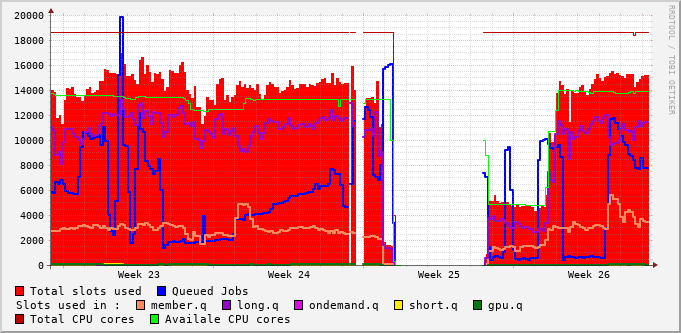 20000
18000
16000
14000
12000
10000
8000
6000
4000
2000
0
Week 23 Week 24 Week 25 Week 26
RRDTOOL / TOBI OETIKER
Total slots used Queued Jobs
Slots used in : member.q long.q ondemand.q short.q gpu.q
Total CPU cores Availale CPU cores